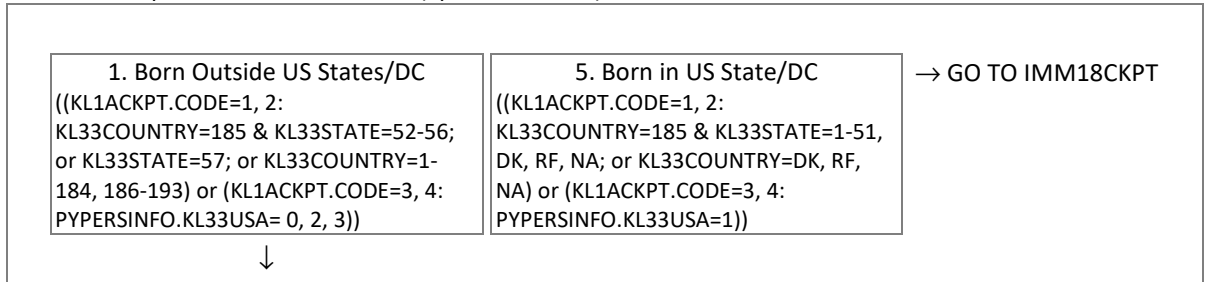 1. Born Outside US States/DC
((KL1ACKPT.CODE=1, 2:
KL33COUNTRY=185 & KL33STATE=52-56;
or KL33STATE=57; or KL33COUNTRY=1-
184, 186-193) or (KL1ACKPT.CODE=3, 4:
PYPERSINFO.KL33USA= 0, 2, 3))
↓
5. Born in US State/DC
((KL1ACKPT.CODE=1, 2:
KL33COUNTRY=185 & KL33STATE=1-51,
DK, RF, NA; or KL33COUNTRY=DK, RF,
NA) or (KL1ACKPT.CODE=3, 4:
PYPERSINFO.KL33USA=1))
→ GO TO IMM18CKPT